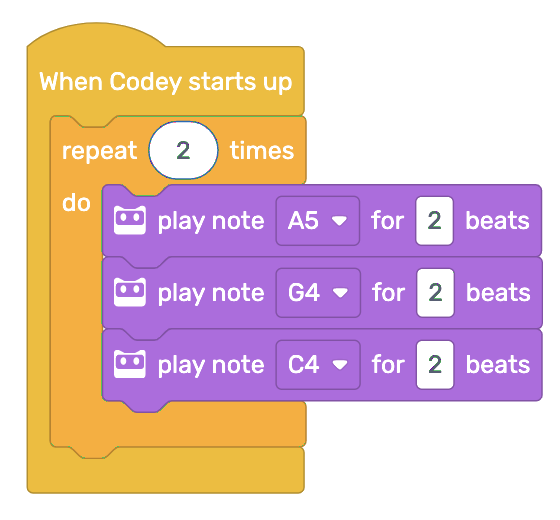 When Codey starts up
repeat 2 times
do
play note A5 for 2 beats
play note G4 for 2 beats
play note C4 for 2 beats